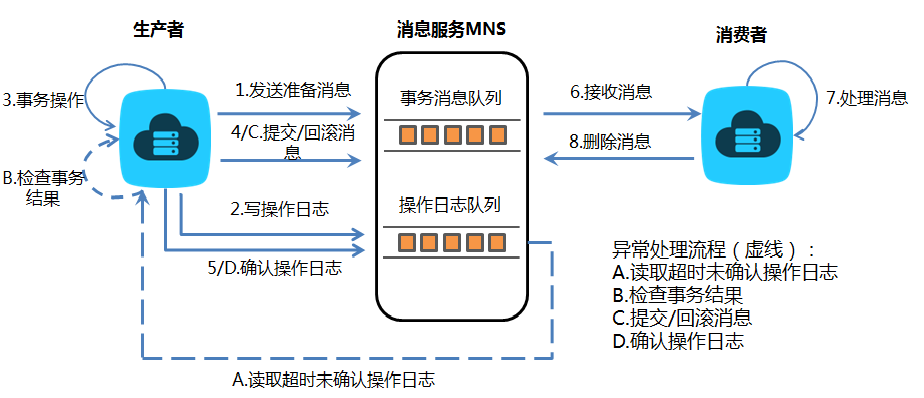 生产者
消息服务MNS
消费者
3.事务操作
1.发送准备消息
事务消息队列
6.接收消息
7.处理消息
4/C.提交/回滚消
息
8.删除消息
B.检查事务
结果
2.写操作日志
操作日志队列
5/D.确认操作日志
异常处理流程（虚线）：
A.读取超时未确认操作日志
B.检查事务结果
C.提交/回滚消息
D.确认操作日志
A.读取超时未确认操作日志